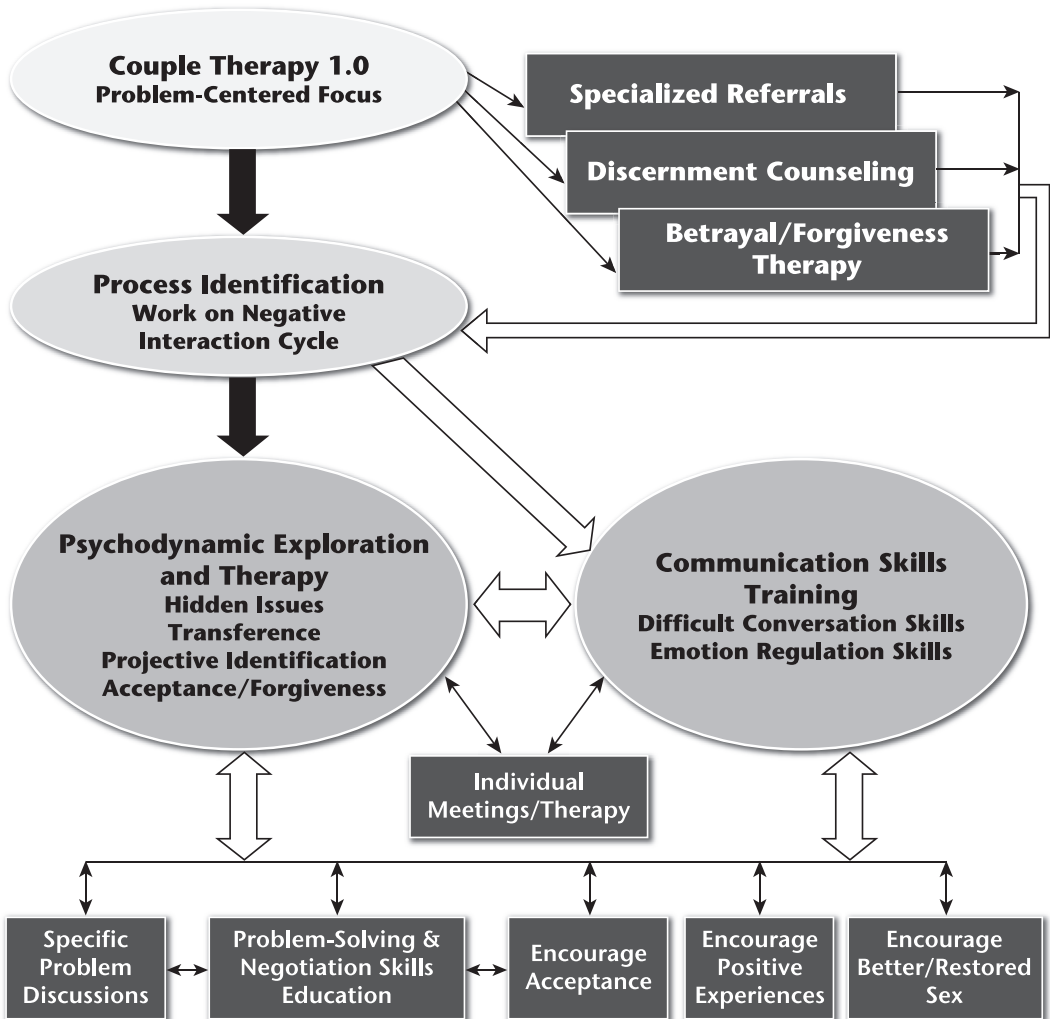 Couple Therapy 1.0
Problem-Centered Focus
Specialized Referrals
Discernment Counseling
Betrayal/Forgiveness
Therapy
Process Identification
Work on Negative
Interaction Cycle
Psychodynamic Exploration
and Therapy
Hidden Issues
Transference
Projective Identification
Acceptance/Forgiveness
Communication Skills
Training
Difficult Conversation Skills
Emotion Regulation Skills
Individual
Meetings/Therapy
Specific
Problem
Discussions
Problem-Solving &
Negotiation Skills
Education
Encourage
Acceptance
Encourage
Positive
Experiences
Encourage
Better/Restored
Sex